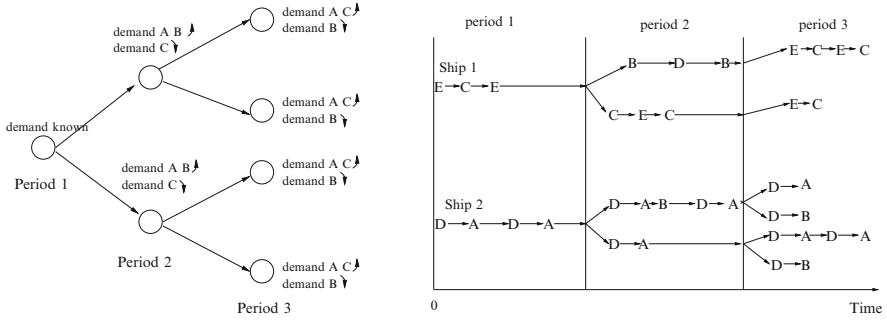 demand A C
demand B
demand A B
demand C
demand A C
demand B
demand known
Period 1
demand A B
demand C
demand A C
demand B
Period 2
demand A C
demand B
Period 3
period 1
period 2
period 3
Ship 1
E C E
B D B
E C E C
C E C
E C
Ship 2
D A D A
D A B D A
D A
D B
D A
D A D A
D B
0
Time